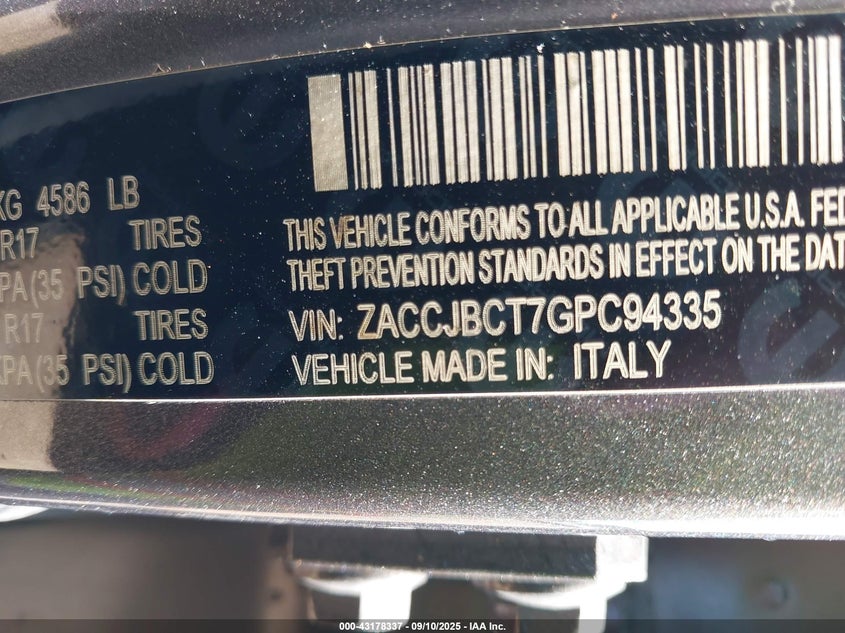 KG 4586 LB
R17 TIRES
KPA (35 PSI) COLD
R17 TIRES
KPA (35 PSI) COLD
THIS VEHICLE CONFORMS TO ALL APPLICABLE U.S.A. FED
THEFT PREVENTION STANDARDS IN EFFECT ON THE DAT
VIN: ZACCJBCT7GPC94335
VEHICLE MADE IN: ITALY
000-43178337 - 09/10/2025 - IAA Inc.